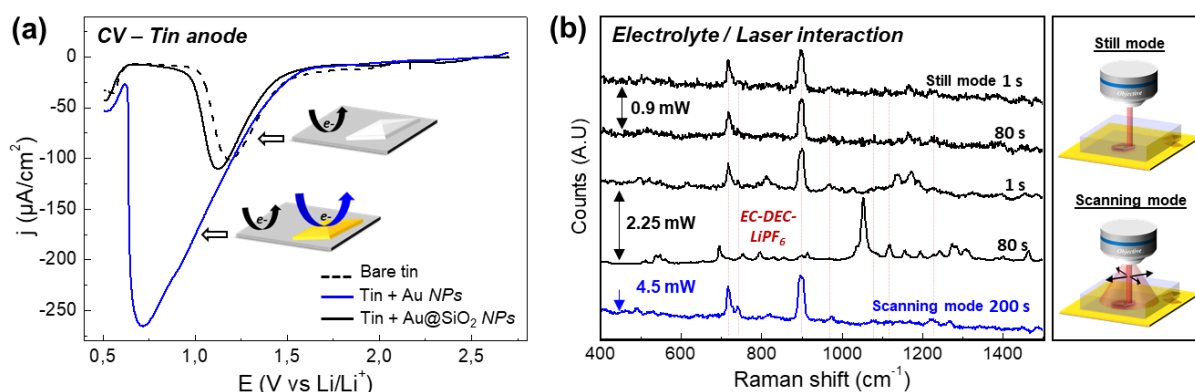 (a)
CV – Tin anode
0
-50
-100
-150
-200
-250
j (µA/cm²)
e-
e-
e-
Bare tin
Tin + Au NPs
Tin + Au@SiO₂ NPs
0,5
1,0
1,5
2,0
2,5
E (V vs Li/Li⁺)
(b)
Electrolyte / Laser interaction
Still mode 1 s
0.9 mW
80 s
1 s
2.25 mW
EC-DEC-
LiPF₆
80 s
4.5 mW
Scanning mode 200 s
Counts (A.U)
400
600
800
1000
1200
1400
Raman shift (cm⁻¹)
Still mode
Objective
Scanning mode
Objective